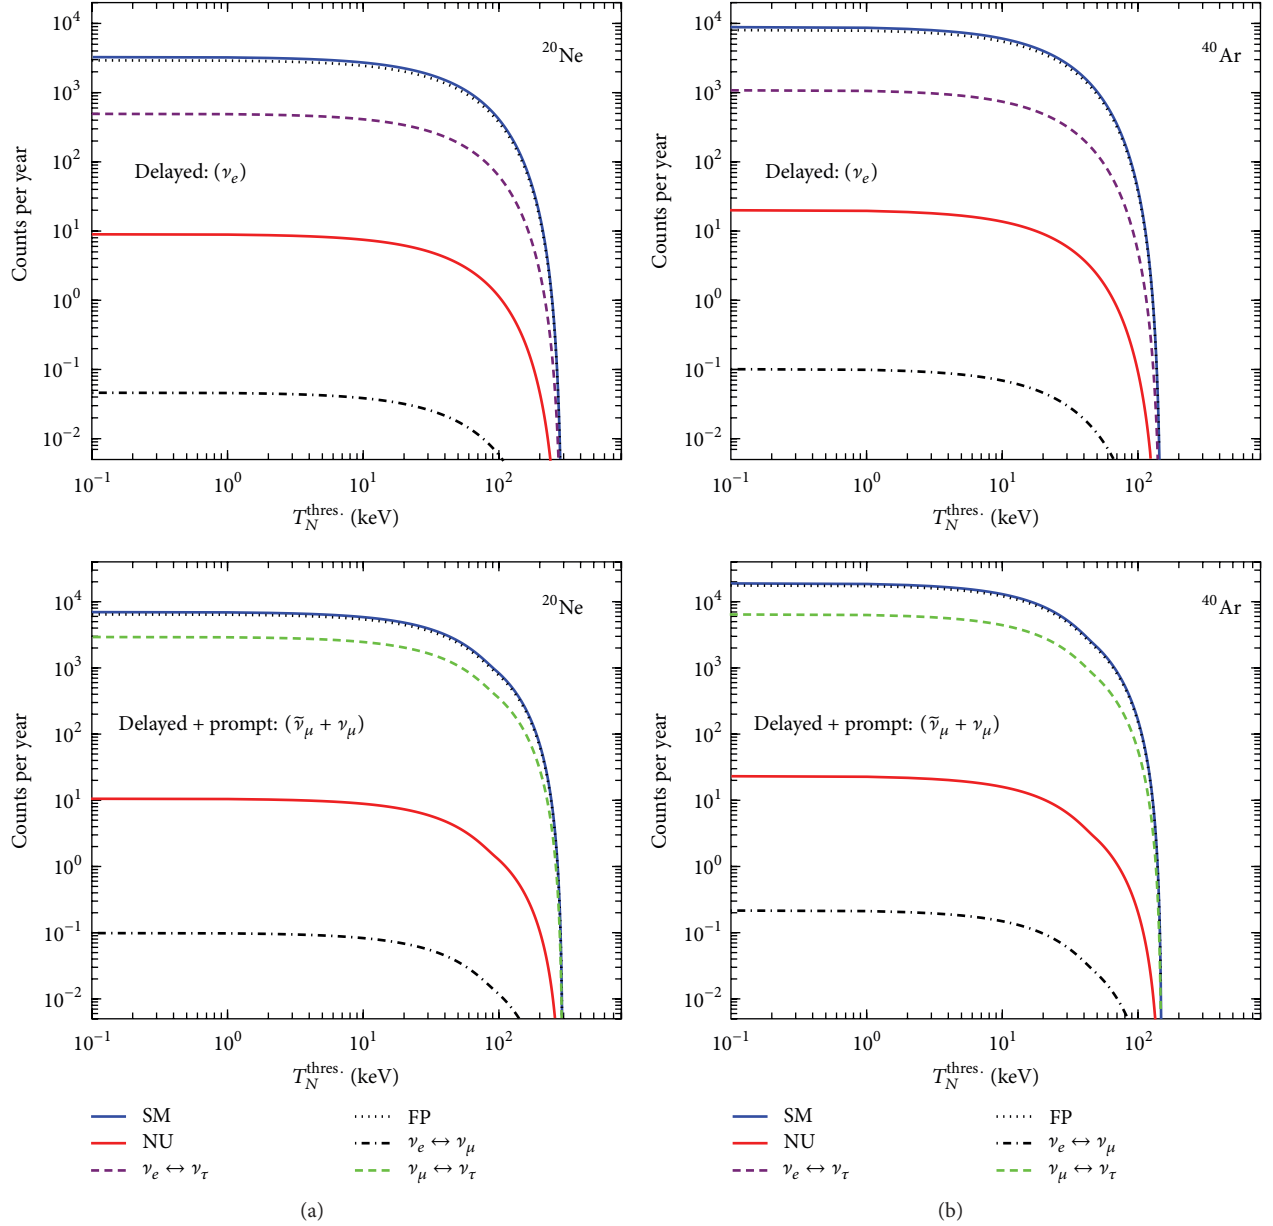 10^4
10^3
10^2
10^1
10^0
10^-1
10^-2
Counts per year
^20Ne
Delayed: (ν_e)
10^-1 10^0 10^1 10^2
T_N^thres. (keV)
10^4
10^3
10^2
10^1
10^0
10^-1
10^-2
Counts per year
^40Ar
Delayed: (ν_e)
10^-1 10^0 10^1 10^2
T_N^thres. (keV)
10^4
10^3
10^2
10^1
10^0
10^-1
10^-2
Counts per year
^20Ne
Delayed + prompt: (ν̃_μ + ν_μ)
10^-1 10^0 10^1 10^2
T_N^thres. (keV)
10^4
10^3
10^2
10^1
10^0
10^-1
10^-2
Counts per year
^40Ar
Delayed + prompt: (ν̃_μ + ν_μ)
10^-1 10^0 10^1 10^2
T_N^thres. (keV)
SM FP
NU ν_e ↔ ν_μ
ν_e ↔ ν_τ ν_μ ↔ ν_τ
(a)
SM FP
NU ν_e ↔ ν_μ
ν_e ↔ ν_τ ν_μ ↔ ν_τ
(b)